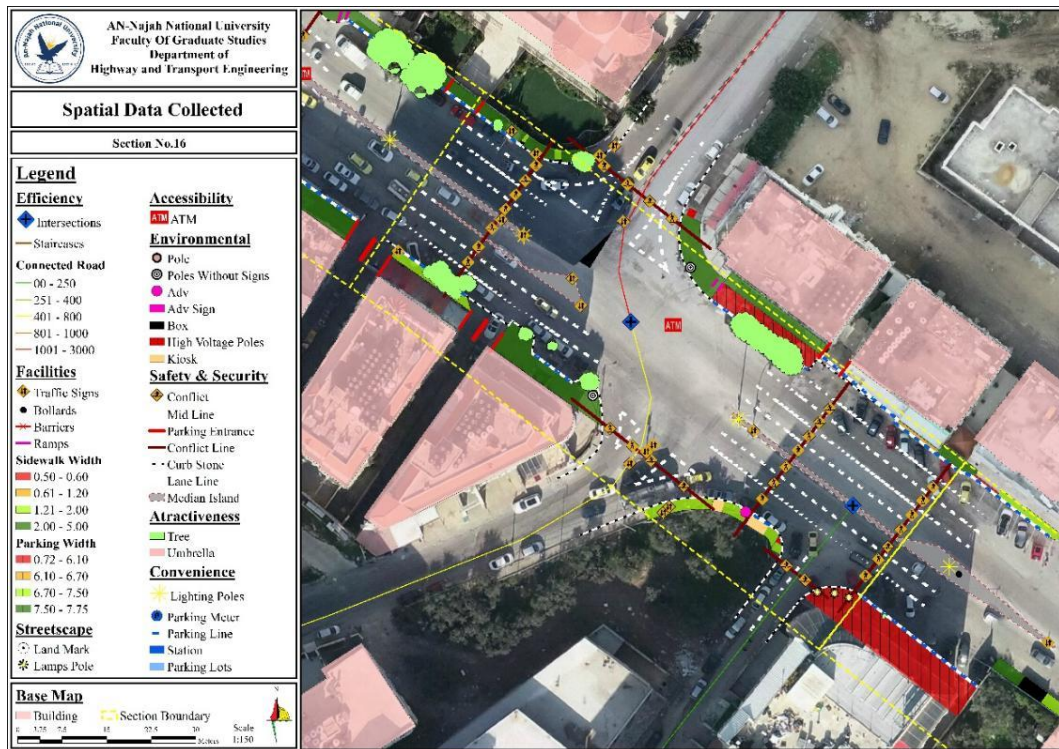 AN-Najah National University
Faculty Of Graduate Studies
Department of
Highway and Transport Engineering
Spatial Data Collected
Section No.16
Legend
Efficiency
Intersections
Staircases
Connected Road
00 - 250
251 - 400
401 - 800
801 - 1000
1001 - 3000
Facilities
Traffic Signs
Bollards
Barriers
Ramps
Sidewalk Width
0.50 - 0.60
0.61 - 1.20
1.21 - 2.00
2.00 - 5.00
Parking Width
0.72 - 6.10
6.10 - 6.70
6.70 - 7.50
7.50 - 7.75
Streetscape
Land Mark
Lamps Pole
Accessibility
ATM ATM
Environmental
Pole
Poles Without Signs
Adv
Adv Sign
Box
High Voltage Poles
Kiosk
Safety & Security
Conflict
Mid Line
Parking Entrance
Conflict Line
Curb Stone
Lane Line
Median Island
Atractiveness
Tree
Umbrella
Convenience
Lighting Poles
Parking Meter
Parking Line
Station
Parking Lots
Base Map
Building
Section Boundary
N
Scale
1:150
Meters
ATM